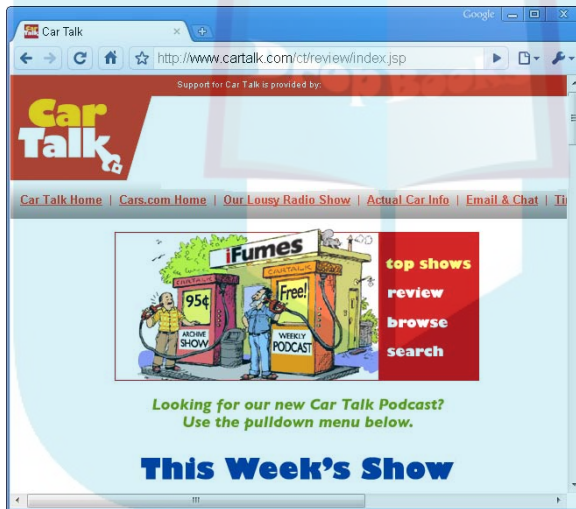 Google
Car Talk
http://www.cartalk.com/ct/review/index.jsp
Support for Car Talk is provided by:
Car
Talk
Car Talk Home | Cars.com Home | Our Lousy Radio Show | Actual Car Info | Email & Chat |
iFumes
CARTALK
CARTALK
95¢
Free!
ARCHIVE
SHOW
WEEKLY
PODCAST
top shows
review
browse
search
Looking for our new Car Talk Podcast?
Use the pulldown menu below.
This Week's Show